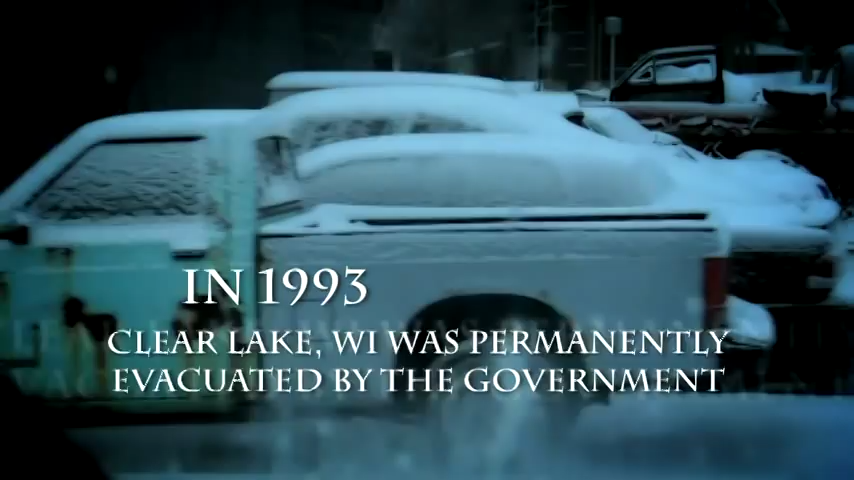 IN 1993
CLEAR LAKE, WI WAS PERMANENTLY
EVACUATED BY THE GOVERNMENT